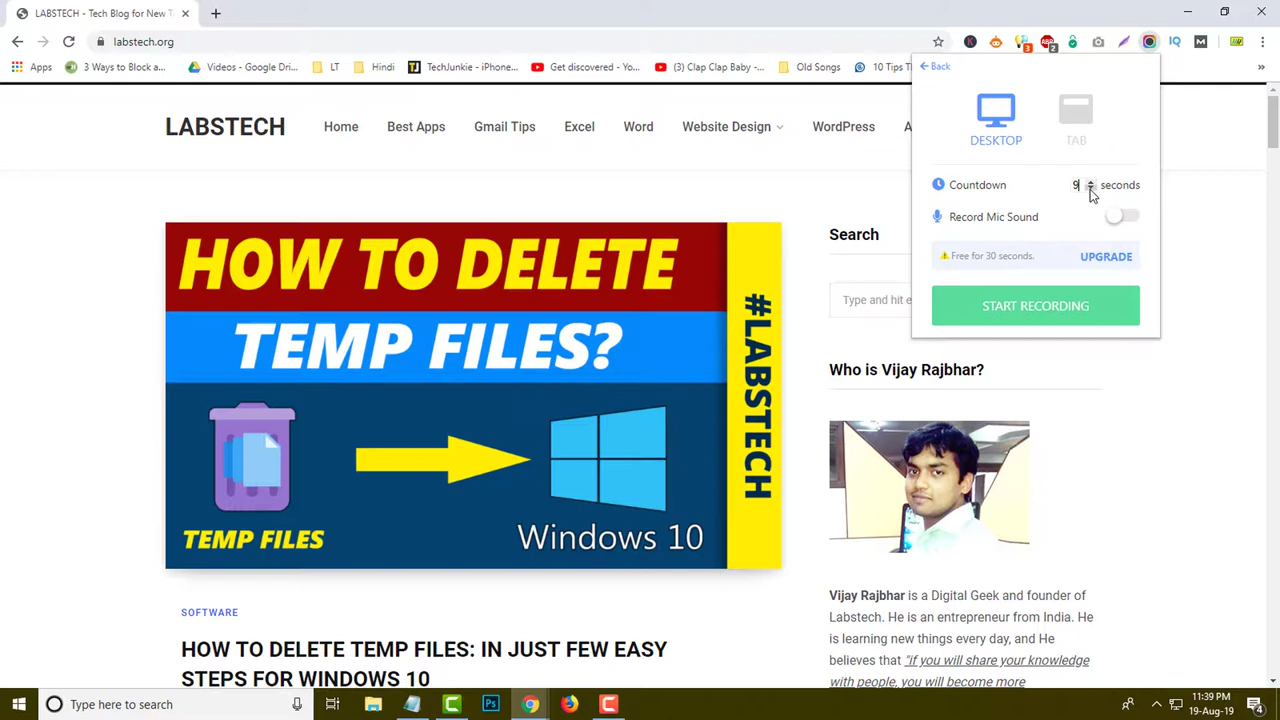 LABSTECH - Tech Blog for New T
labstech.org
3
2
Apps
3 Ways to Block a...
Videos - Google Dri...
LT
Hindi
TechJunkie - iPhone...
Get discovered - Yo...
(3) Clap Clap Baby -...
Old Songs
10 Tips T
»
Back
LABSTECH
Home
Best Apps
Gmail Tips
Excel
Word
Website Design
WordPress
A
DESKTOP
TAB
Countdown
9
seconds
Record Mic Sound
Free for 30 seconds.
UPGRADE
START RECORDING
HOW TO DELETE
TEMP FILES?
#LABSTECH
TEMP FILES
Windows 10
Search
Type and hit e
Who is Vijay Rajbhar?
Vijay Rajbhar is a Digital Geek and founder of
Labstech. He is an entrepreneur from India. He
is learning new things every day, and He
believes that "if you will share your knowledge
with people, you will become more
SOFTWARE
HOW TO DELETE TEMP FILES: IN JUST FEW EASY
STEPS FOR WINDOWS 10
Type here to search
Ps
11:39 PM
19-Aug-19
4